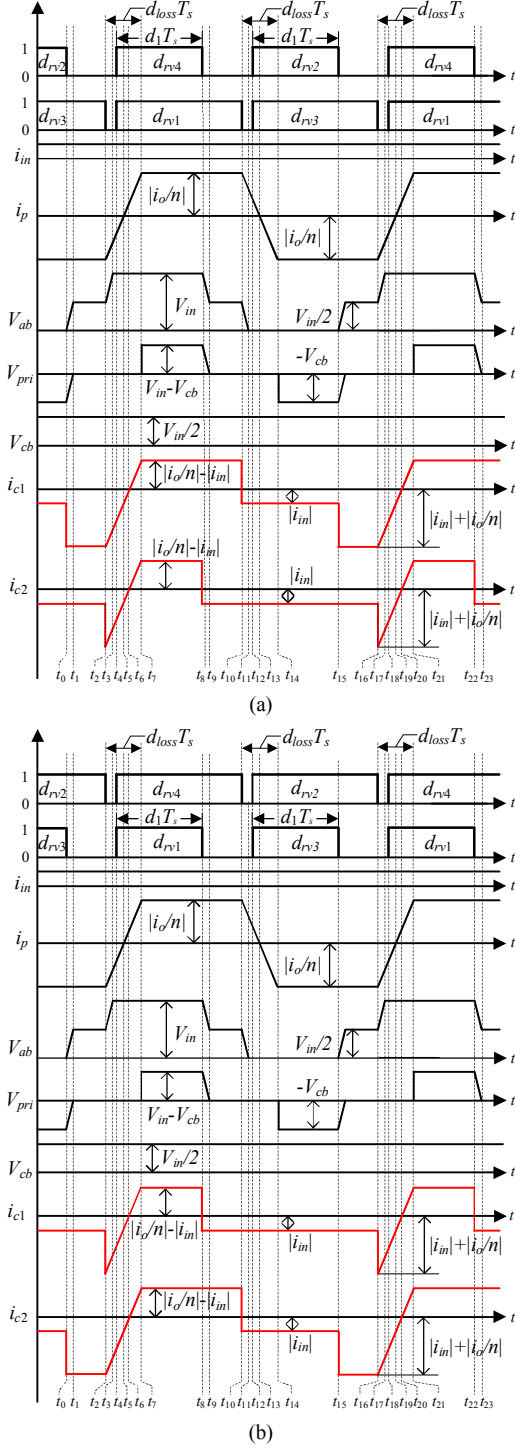 d_loss T_s d_loss T_s d_loss T_s
d_1 T_s d_1 T_s
1
d_rv2 d_rv4 d_rv2 d_rv4
0 t
1
d_rv3 d_rv1 d_rv3 d_rv1
0 t
i_in t
|i_o/n|
i_p t
|i_o/n|
V_in V_in/2
V_ab t
-V_cb
V_pri t
V_in-V_cb
V_in/2
V_cb t
i_c1 t
|i_o/n|-|i_in| |i_in| |i_in|+|i_o/n|
|i_o/n|-|i_in| |i_in|
i_c2 t
|i_in|+|i_o/n|
t_0 t_1 t_2 t_3 t_4 t_5 t_6 t_7 t_8 t_9 t_10 t_11 t_12 t_13 t_14 t_15 t_16 t_17 t_18 t_19 t_20 t_21 t_22 t_23
(a)
d_loss T_s d_loss T_s d_loss T_s
1
d_rv2 d_rv4 d_rv2 d_rv4
0 t
d_1 T_s d_1 T_s
1
d_rv3 d_rv1 d_rv3 d_rv1
0 t
i_in t
|i_o/n|
i_p t
|i_o/n|
V_in V_in/2
V_ab t
-V_cb
V_pri t
V_in-V_cb
V_in/2
V_cb t
i_c1 t
|i_o/n|-|i_in| |i_in| |i_in|+|i_o/n|
|i_o/n|-|i_in|
i_c2 t
|i_in| |i_in|+|i_o/n|
t_0 t_1 t_2 t_3 t_4 t_5 t_6 t_7 t_8 t_9 t_10 t_11 t_12 t_13 t_14 t_15 t_16 t_17 t_18 t_19 t_20 t_21 t_22 t_23
(b)